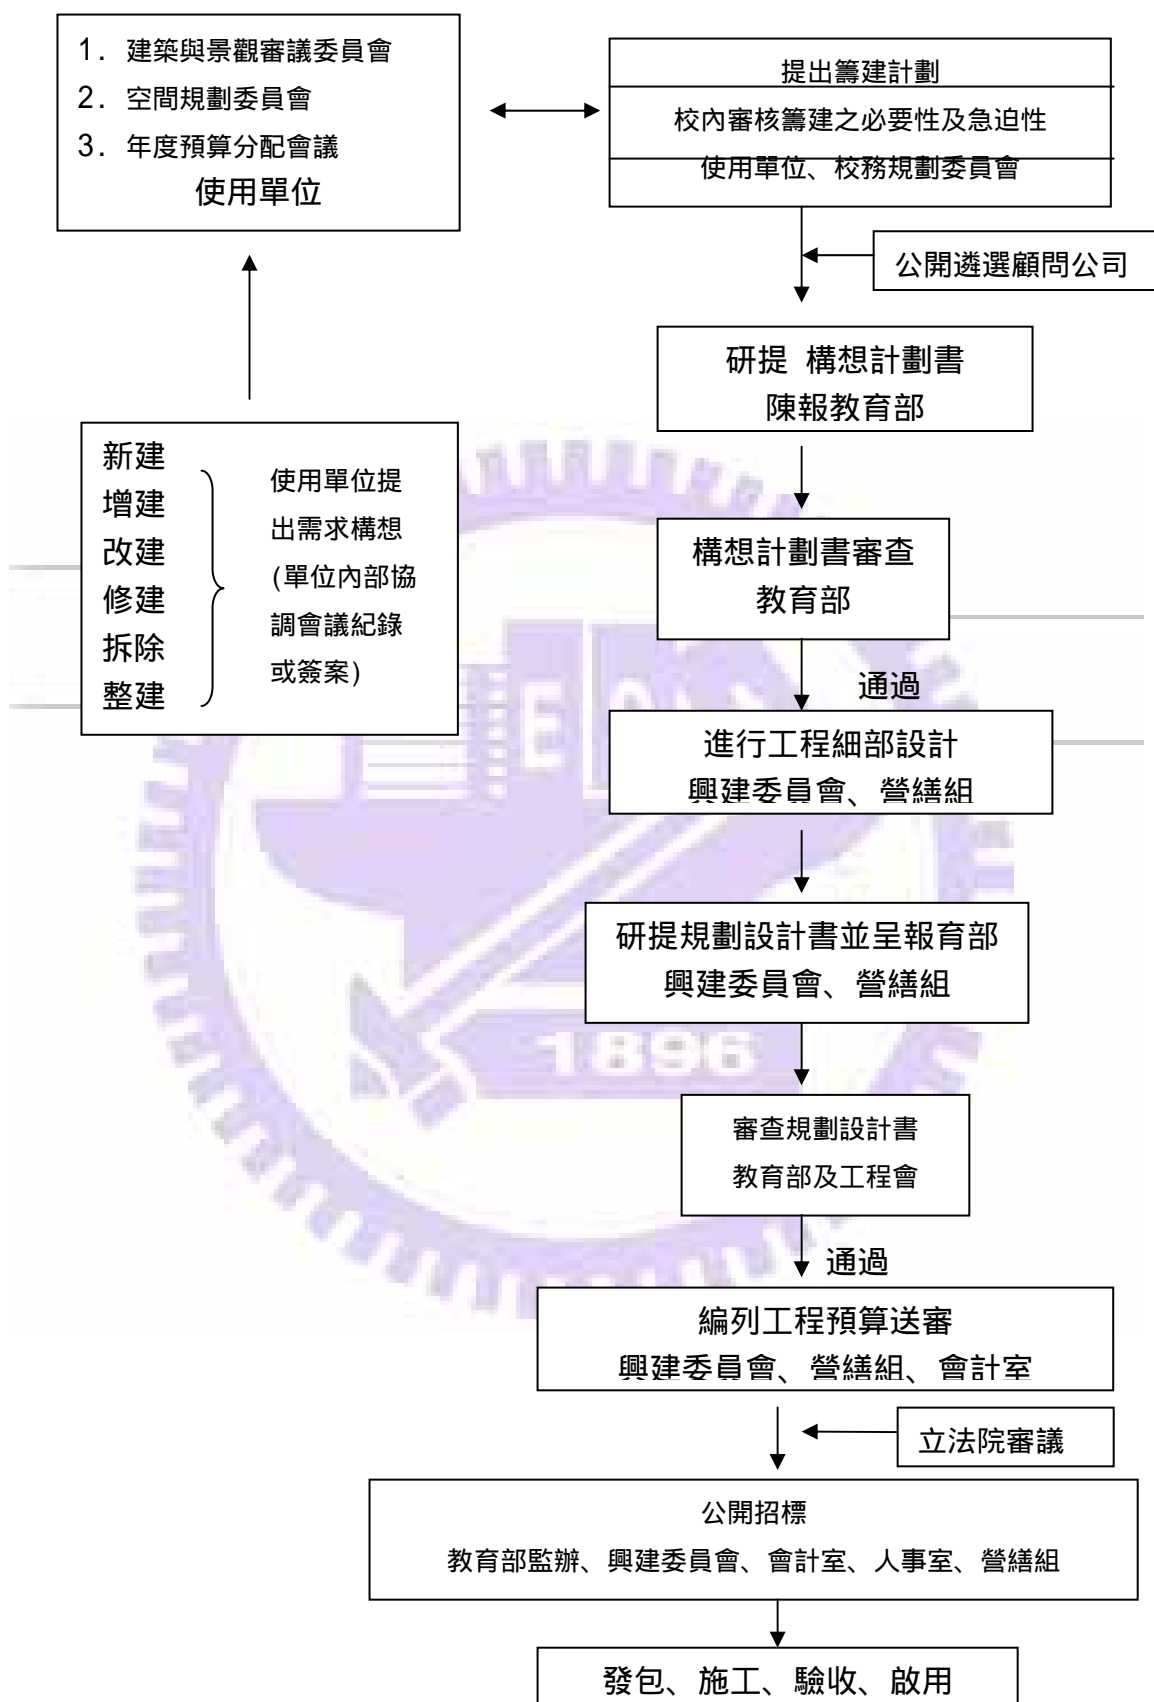 1. 建築與景觀審議委員會
2. 空間規劃委員會
3. 年度預算分配會議
使用單位
提出籌建計劃
校內審核籌建之必要性及急迫性
使用單位、校務規劃委員會
公開遴選顧問公司
研提 構想計劃書
陳報教育部
新建
增建
改建
修建
拆除
整建
使用單位提
出需求構想
(單位內部協
調會議紀錄
或簽案)
構想計劃書審查
教育部
通過
進行工程細部設計
興建委員會、營繕組
研提規劃設計書並呈報育部
興建委員會、營繕組
1896
審查規劃設計書
教育部及工程會
通過
編列工程預算送審
興建委員會、營繕組、會計室
立法院審議
公開招標
教育部監辦、興建委員會、會計室、人事室、營繕組
發包、施工、驗收、啟用